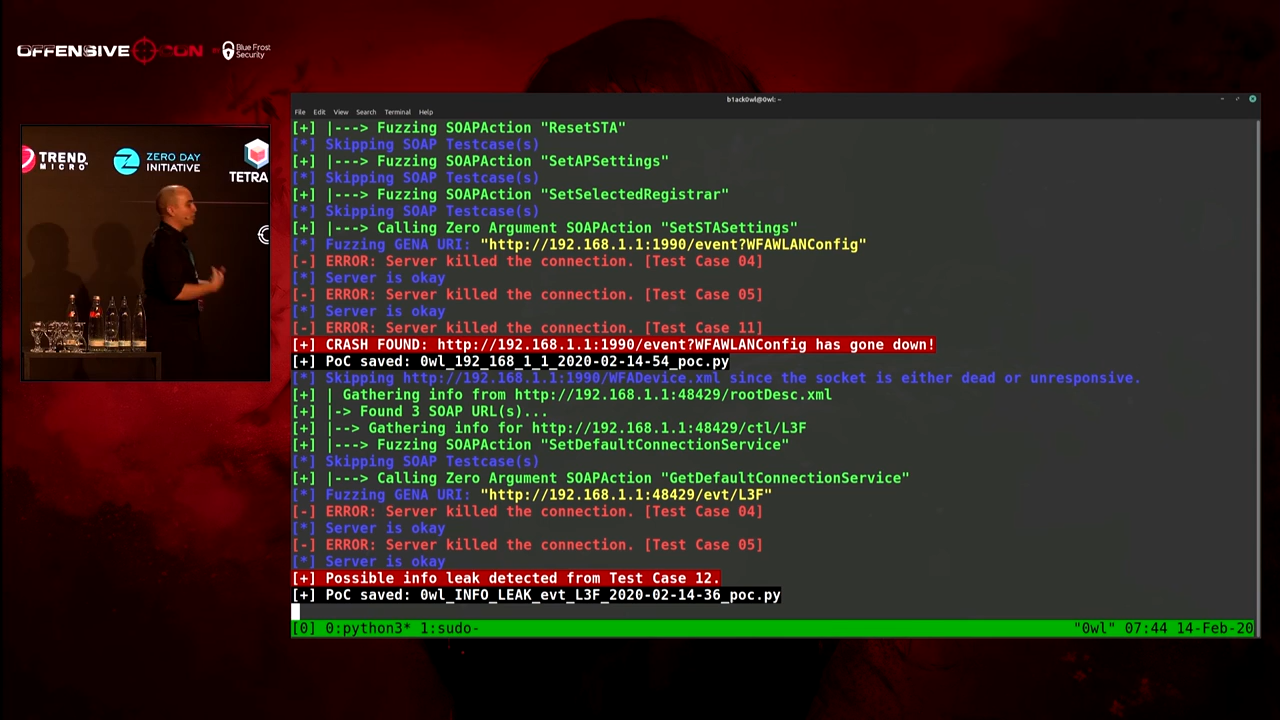 OFFENSIVE CON BY Blue Frost Security
TREND MICRO
ZERO DAY INITIATIVE
TETRA
b1ack0wl@0wl: ~
File Edit View Search Terminal Help
[+] |---> Fuzzing SOAPAction "ResetSTA"
[*] Skipping SOAP Testcase(s)
[+] |---> Fuzzing SOAPAction "SetAPSettings"
[*] Skipping SOAP Testcase(s)
[+] |---> Fuzzing SOAPAction "SetSelectedRegistrar"
[*] Skipping SOAP Testcase(s)
[+] |---> Calling Zero Argument SOAPAction "SetSTASettings"
[*] Fuzzing GENA URI: "http://192.168.1.1:1990/event?WFAWLANConfig"
[-] ERROR: Server killed the connection. [Test Case 04]
[*] Server is okay
[-] ERROR: Server killed the connection. [Test Case 05]
[*] Server is okay
[-] ERROR: Server killed the connection. [Test Case 11]
[+] CRASH FOUND: http://192.168.1.1:1990/event?WFAWLANConfig has gone down!
[+] PoC saved: 0wl_192_168_1_1_2020-02-14-54_poc.py
[*] Skipping http://192.168.1.1:1990/WFADevice.xml since the socket is either dead or unresponsive.
[+] | Gathering info from http://192.168.1.1:48429/rootDesc.xml
[+] |-> Found 3 SOAP URL(s)...
[+] |--> Gathering info for http://192.168.1.1:48429/ctl/L3F
[+] |---> Fuzzing SOAPAction "SetDefaultConnectionService"
[*] Skipping SOAP Testcase(s)
[+] |---> Calling Zero Argument SOAPAction "GetDefaultConnectionService"
[*] Fuzzing GENA URI: "http://192.168.1.1:48429/evt/L3F"
[-] ERROR: Server killed the connection. [Test Case 04]
[*] Server is okay
[-] ERROR: Server killed the connection. [Test Case 05]
[*] Server is okay
[+] Possible info leak detected from Test Case 12.
[+] PoC saved: 0wl_INFO_LEAK_evt_L3F_2020-02-14-36_poc.py
[0] 0:python3* 1:sudo- "0wl" 07:44 14-Feb-20